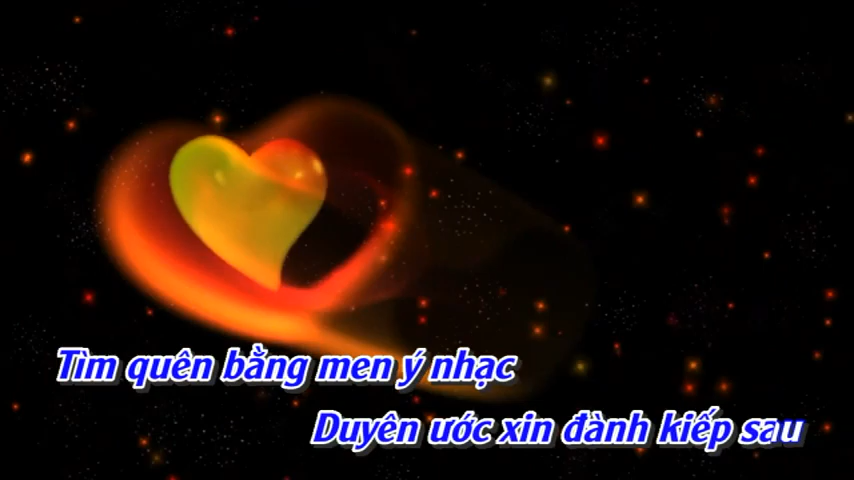 Tìm quên bằng men ý nhạc
Duyên ước xin đành kiếp sau